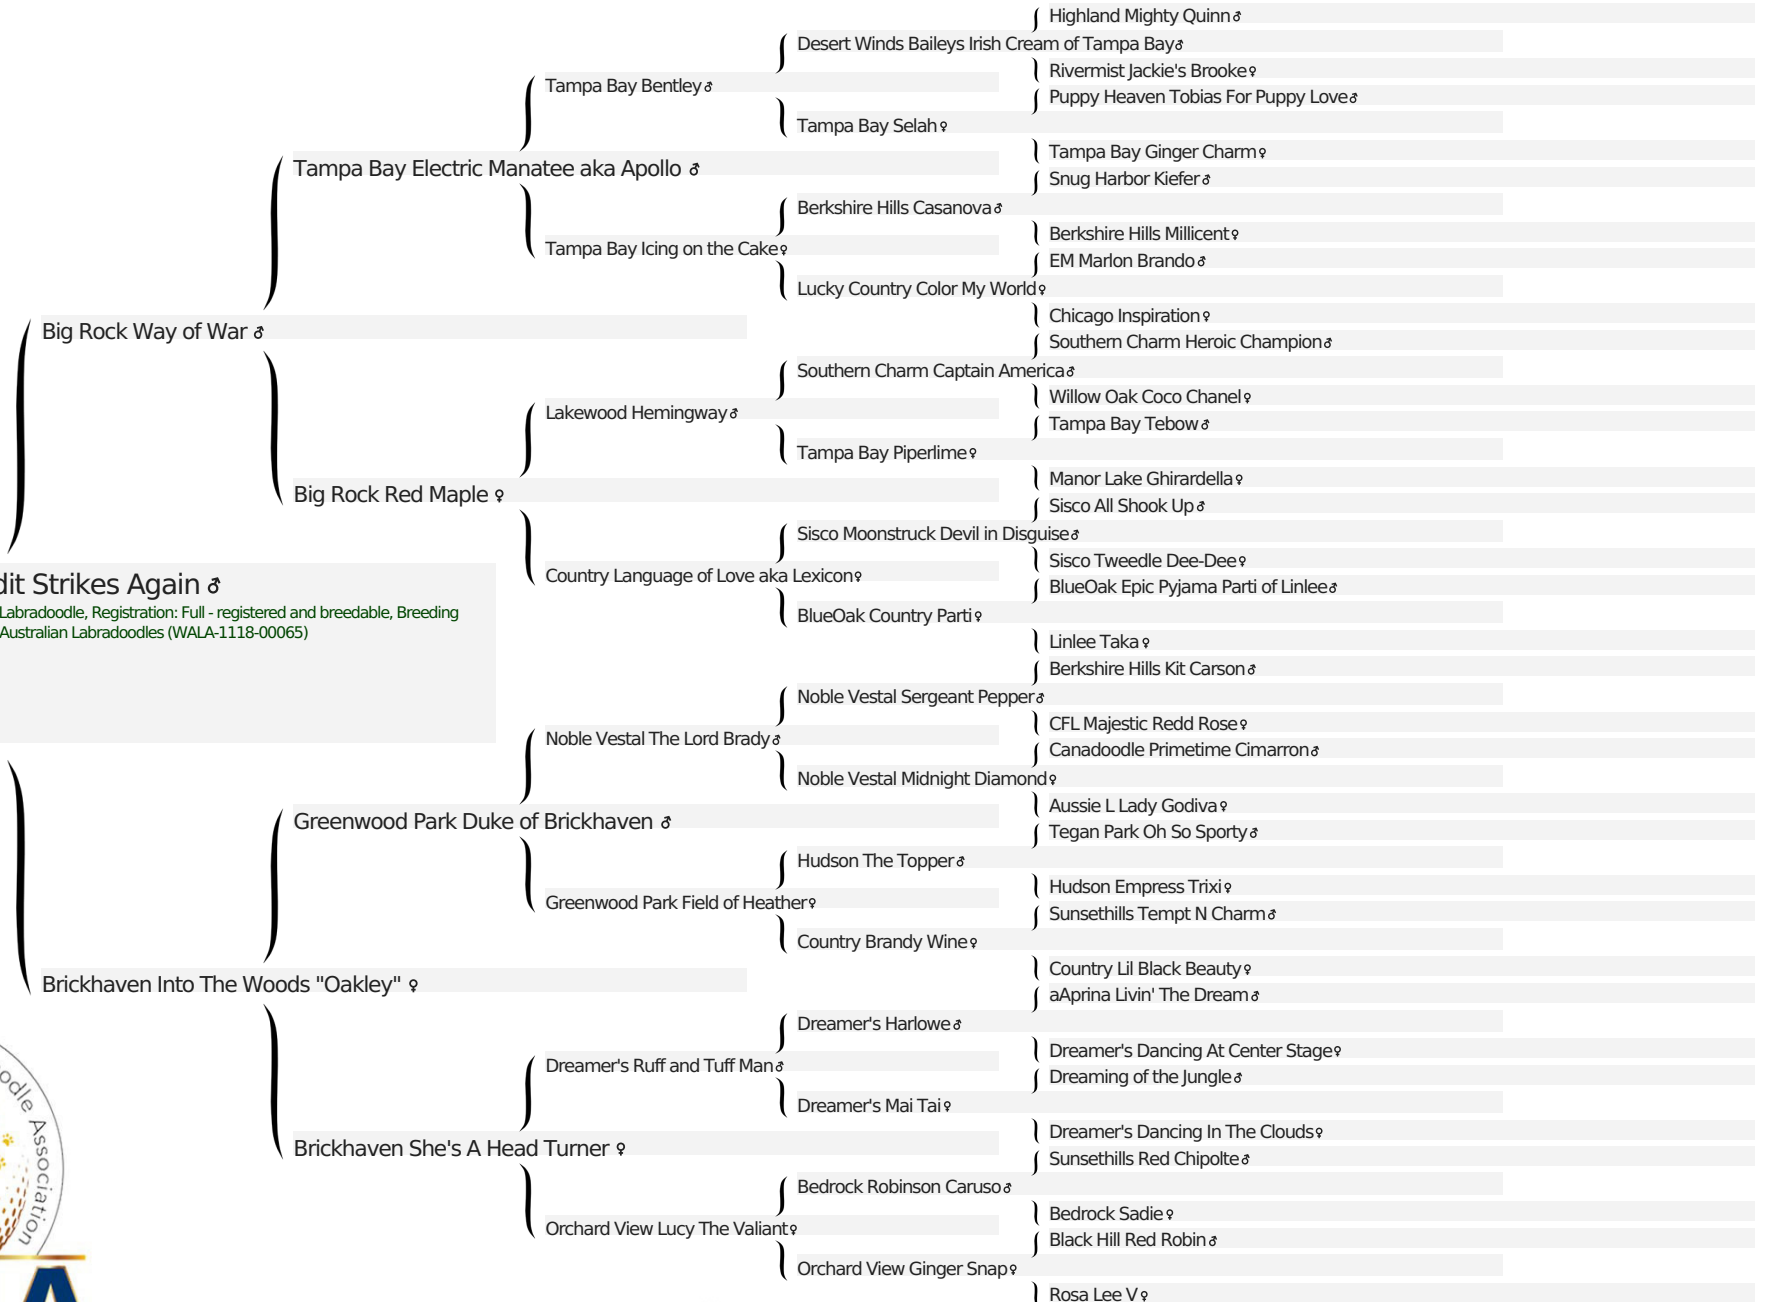 Highland Mighty Quinn♂
Desert Winds Baileys Irish Cream of Tampa Bay♂
Rivermist Jackie's Brooke♀
Tampa Bay Bentley♂
Puppy Heaven Tobias For Puppy Love♂
Tampa Bay Selah♀
Tampa Bay Ginger Charm♀
Tampa Bay Electric Manatee aka Apollo ♂
Snug Harbor Kiefer♂
Berkshire Hills Casanova♂
Berkshire Hills Millicent♀
Tampa Bay Icing on the Cake♀
EM Marlon Brando♂
Lucky Country Color My World♀
Chicago Inspiration♀
Big Rock Way of War ♂
Southern Charm Heroic Champion♂
Southern Charm Captain America♂
Willow Oak Coco Chanel♀
Lakewood Hemingway♂
Tampa Bay Tebow♂
Tampa Bay Piperlime♀
Manor Lake Ghirardella♀
Big Rock Red Maple ♀
Sisco All Shook Up♂
Sisco Moonstruck Devil in Disguise♂
Sisco Tweedle Dee-Dee♀
Country Language of Love aka Lexicon♀
dit Strikes Again ♂
BlueOak Epic Pyjama Parti of Linlee♂
Labradoodle, Registration: Full - registered and breedable, Breeding
BlueOak Country Parti♀
Australian Labradoodles (WALA-1118-00065)
Linlee Taka♀
Berkshire Hills Kit Carson♂
Noble Vestal Sergeant Pepper♂
CFL Majestic Redd Rose♀
Noble Vestal The Lord Brady♂
Canadoodle Primetime Cimarron♂
Noble Vestal Midnight Diamond♀
Aussie L Lady Godiva♀
Greenwood Park Duke of Brickhaven ♂
Tegan Park Oh So Sporty♂
Hudson The Topper♂
Hudson Empress Trixi♀
Greenwood Park Field of Heather♀
Sunsethills Tempt N Charm♂
Country Brandy Wine♀
Country Lil Black Beauty♀
Brickhaven Into The Woods "Oakley" ♀
aAprina Livin' The Dream♂
Dreamer's Harlowe♂
Dreamer's Dancing At Center Stage♀
Dreamer's Ruff and Tuff Man♂
Dreaming of the Jungle♂
Dreamer's Mai Tai♀
Dreamer's Dancing In The Clouds♀
Brickhaven She's A Head Turner ♀
Sunsethills Red Chipolte♂
Bedrock Robinson Caruso♂
Bedrock Sadie♀
Orchard View Lucy The Valiant♀
Black Hill Red Robin♂
Orchard View Ginger Snap♀
Rosa Lee V♀
odle Association
A